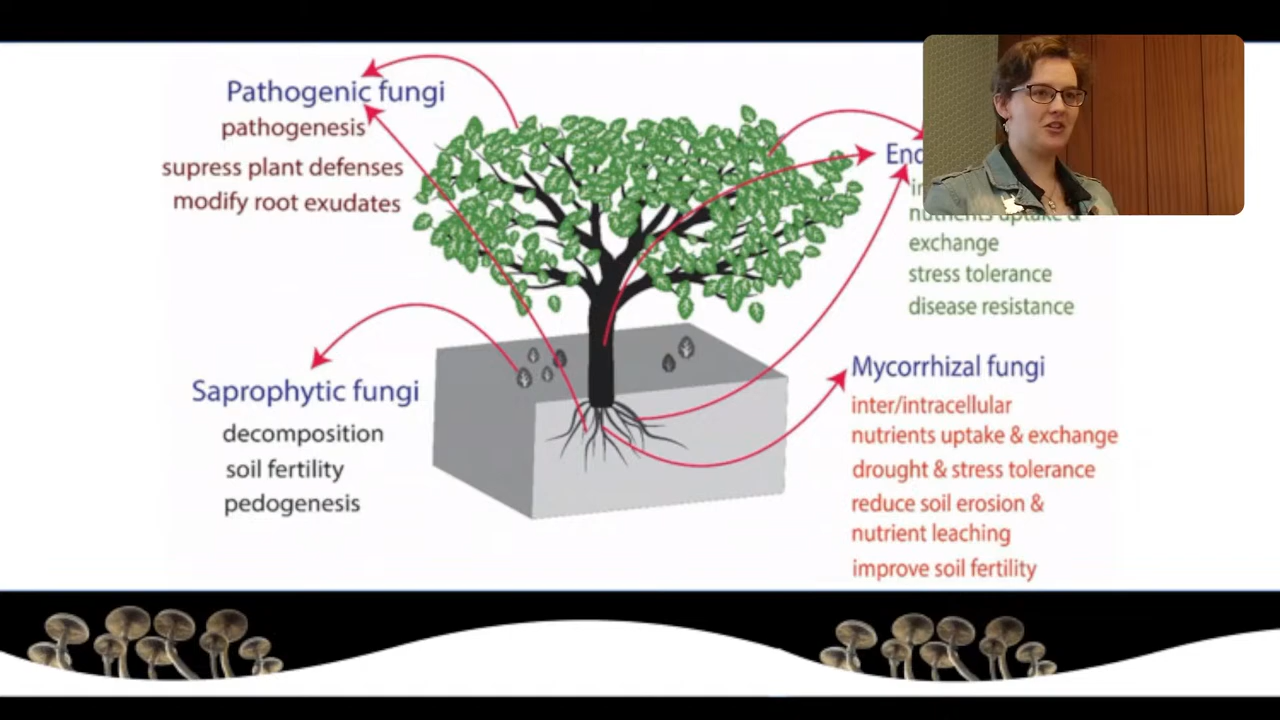 Pathogenic fungi
pathogenesis
supress plant defenses
modify root exudates
Saprophytic fungi
decomposition
soil fertility
pedogenesis
nutrients uptake &
exchange
stress tolerance
disease resistance
Mycorrhizal fungi
inter/intracellular
nutrients uptake & exchange
drought & stress tolerance
reduce soil erosion &
nutrient leaching
improve soil fertility